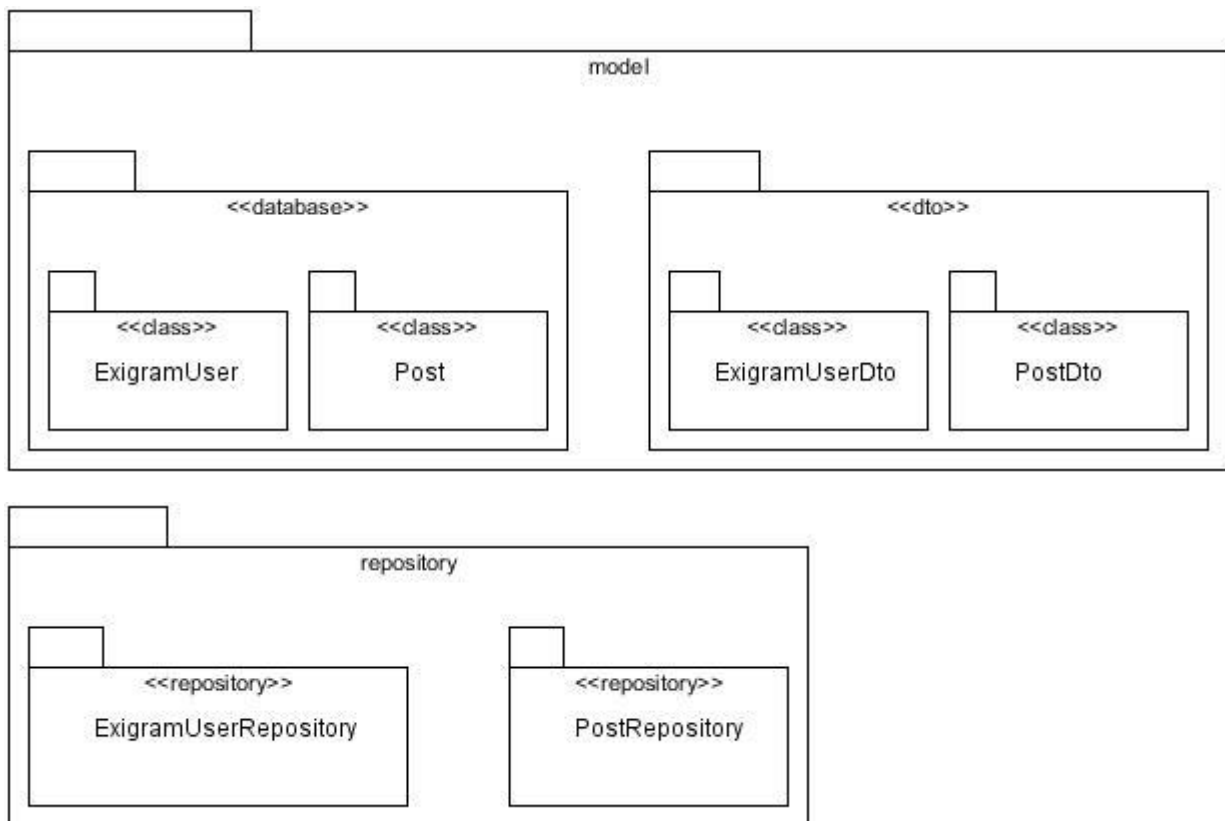 model
<<database>>
<<dto>>
<<class>>
ExigramUser
<<class>>
Post
<<class>>
ExigramUserDto
<<class>>
PostDto
repository
<<repository>>
ExigramUserRepository
<<repository>>
PostRepository